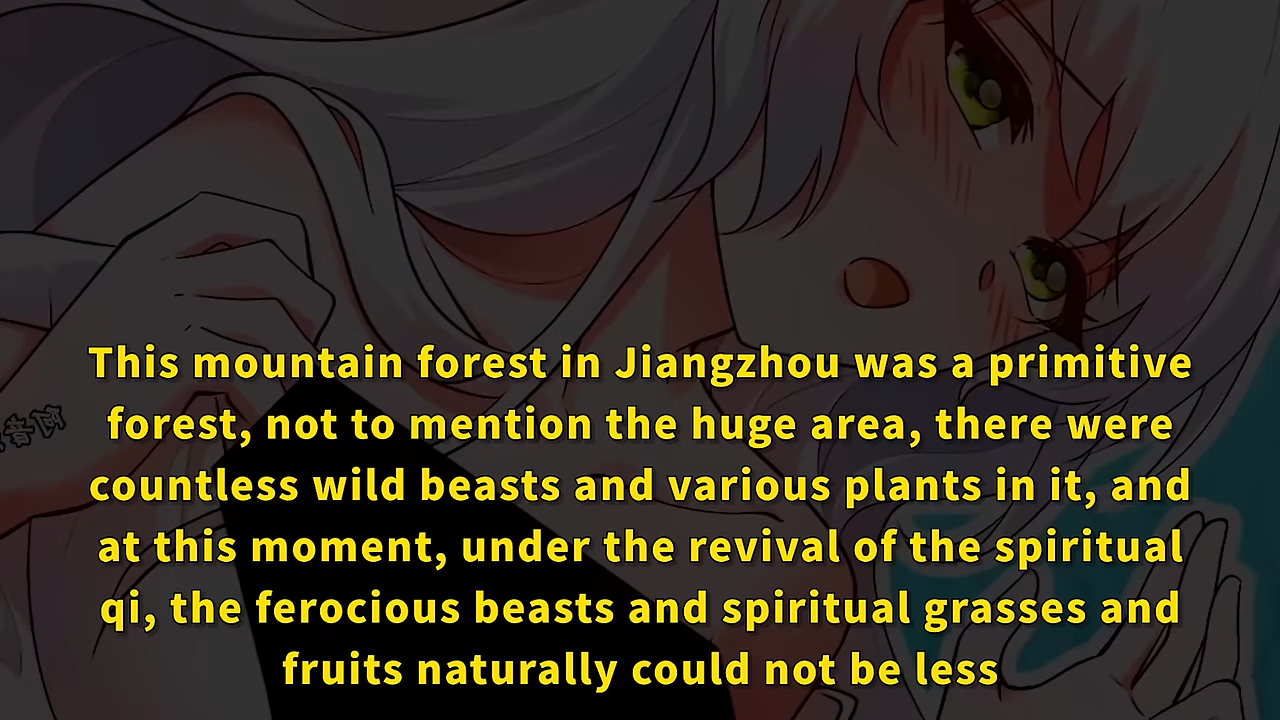 This mountain forest in Jiangzhou was a primitive
forest, not to mention the huge area, there were
countless wild beasts and various plants in it, and
at this moment, under the revival of the spiritual
qi, the ferocious beasts and spiritual grasses and
fruits naturally could not be less